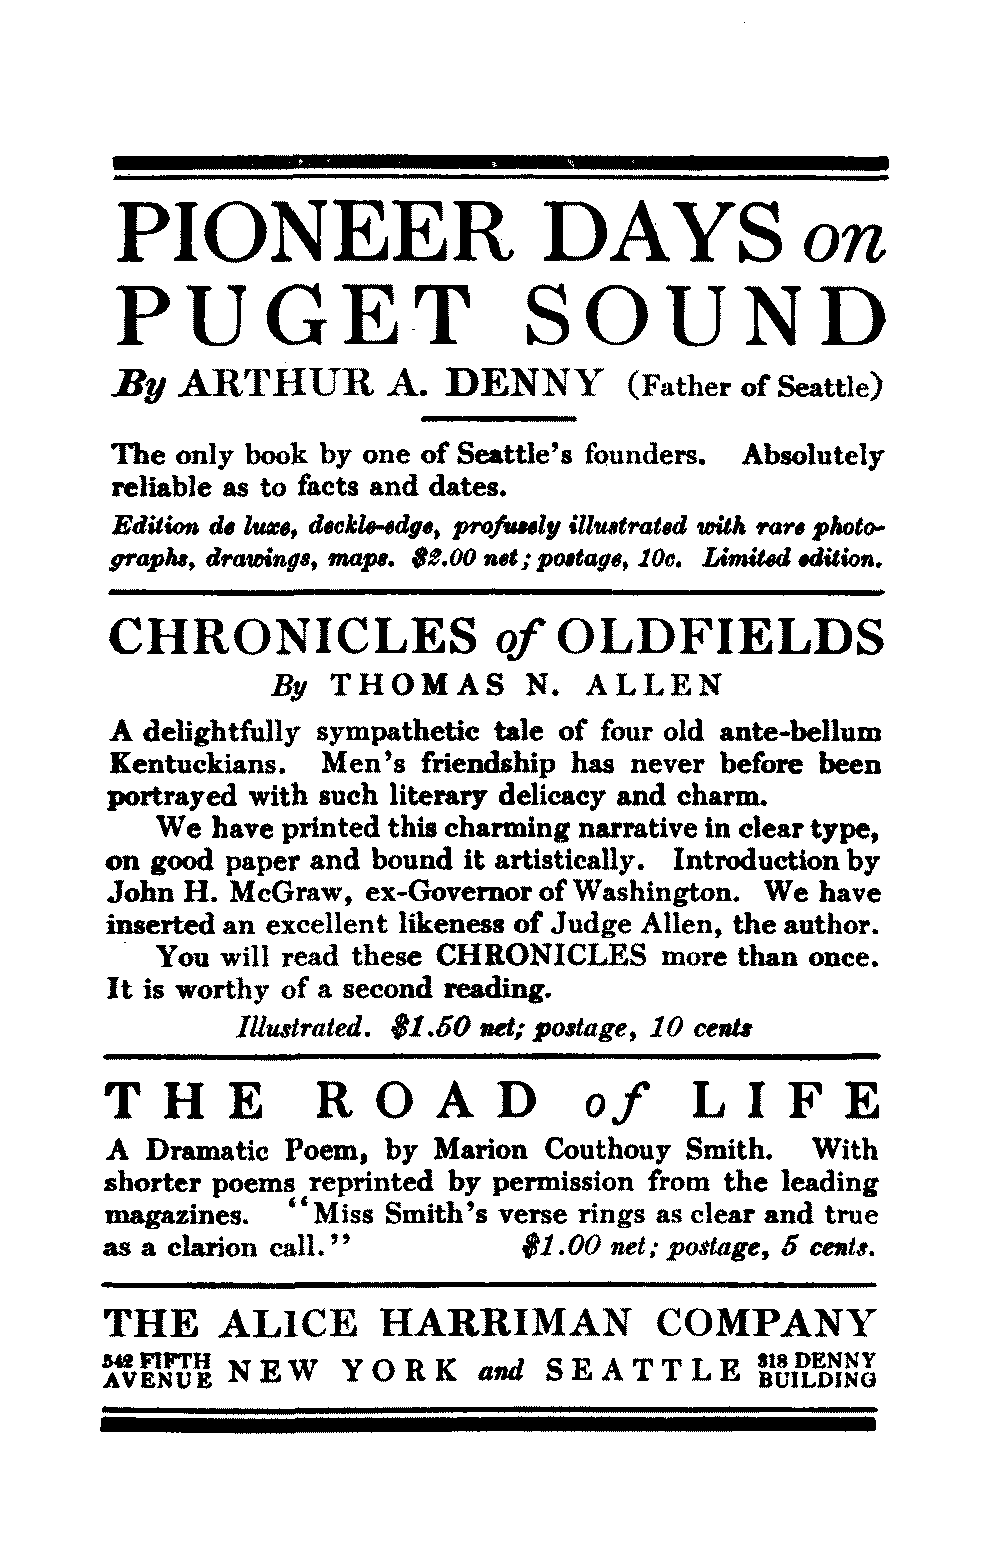 PIONEER DAYS on
PUGET SOUND
By ARTHUR A. DENNY (Father of Seattle)
The only book by one of Seattle's founders. Absolutely
reliable as to facts and dates.
Edition de luxe, deckle-edge, profusely illustrated with rare photo-
graphs, drawings, maps. $2.00 net; postage, 10c. Limited edition.
CHRONICLES of OLDFIELDS
By THOMAS N. ALLEN
A delightfully sympathetic tale of four old ante-bellum
Kentuckians. Men's friendship has never before been
portrayed with such literary delicacy and charm.
We have printed this charming narrative in clear type,
on good paper and bound it artistically. Introduction by
John H. McGraw, ex-Governor of Washington. We have
inserted an excellent likeness of Judge Allen, the author.
You will read these CHRONICLES more than once.
It is worthy of a second reading.
Illustrated. $1.50 net; postage, 10 cents
THE ROAD of LIFE
A Dramatic Poem, by Marion Couthouy Smith. With
shorter poems reprinted by permission from the leading
magazines. "Miss Smith's verse rings as clear and true
as a clarion call." $1.00 net; postage, 5 cents.
THE ALICE HARRIMAN COMPANY
542 FIFTH AVENUE NEW YORK and SEATTLE 318 DENNY BUILDING